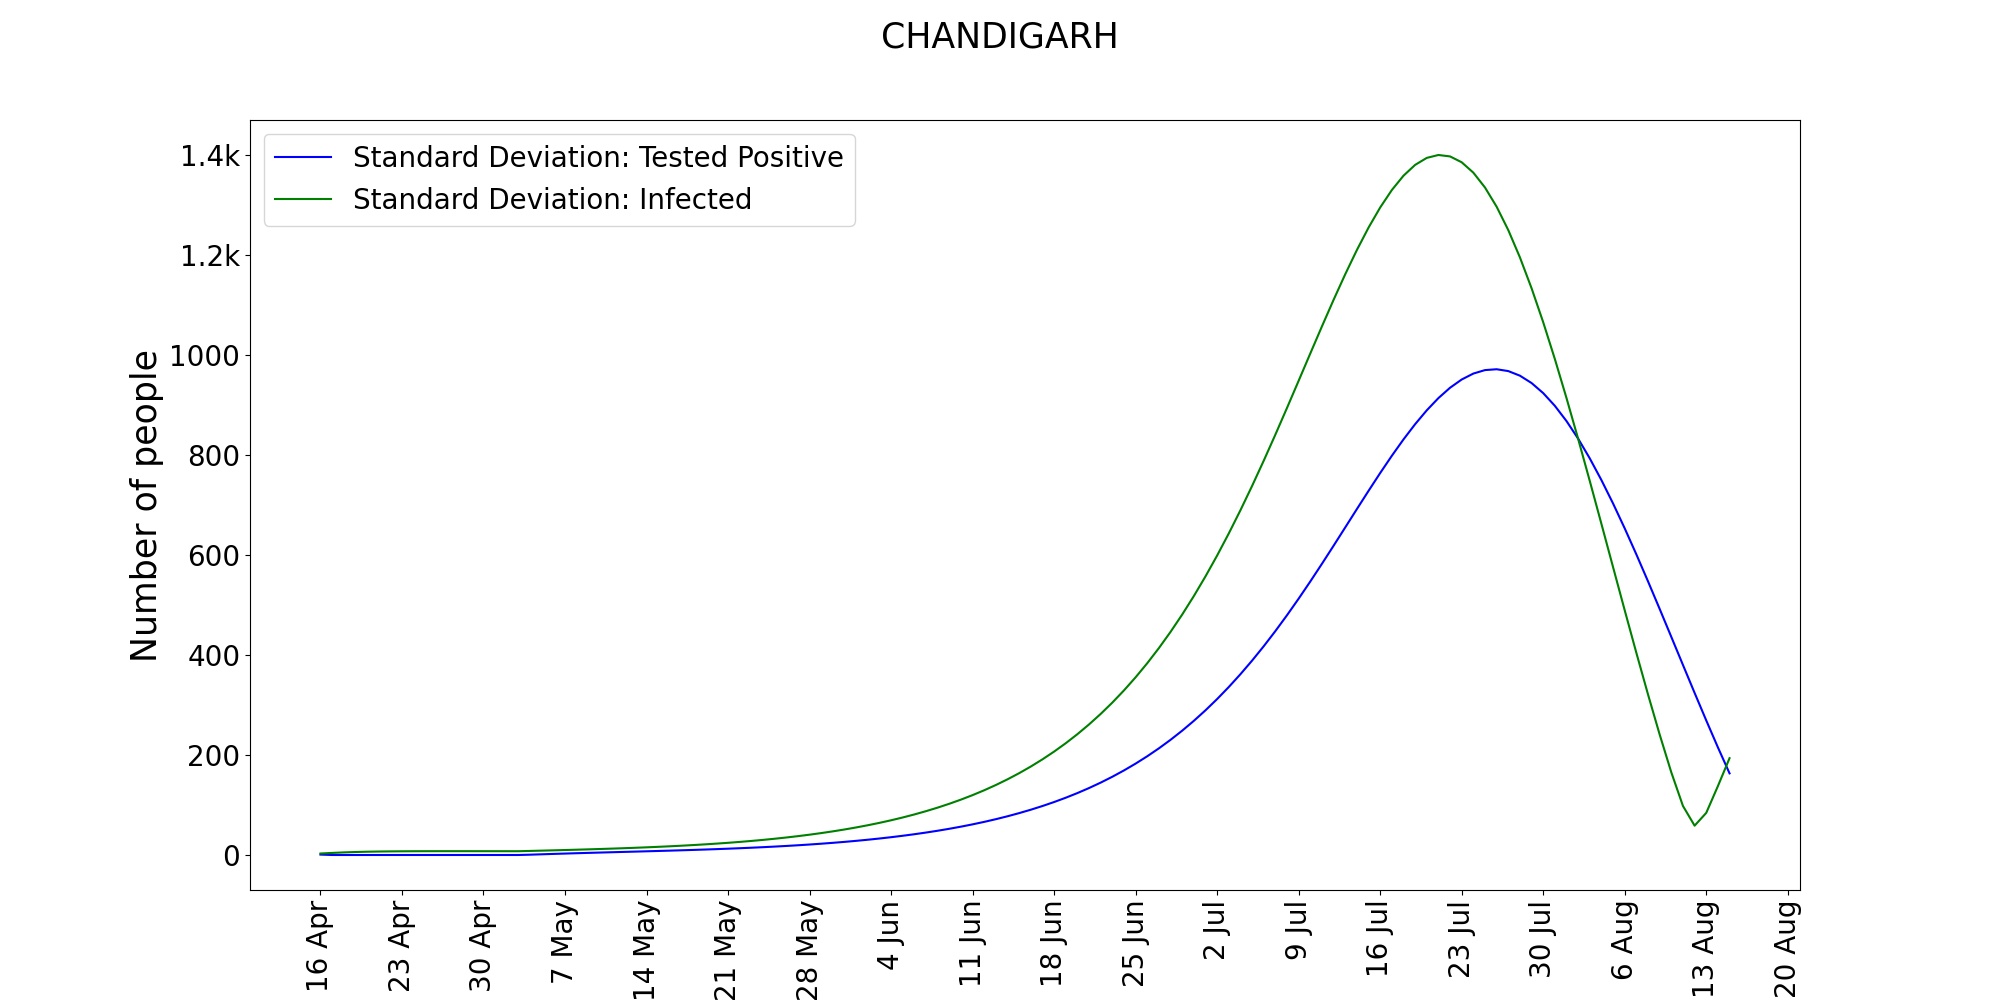 CHANDIGARH
Standard Deviation: Tested Positive
Standard Deviation: Infected
Number of people
1.4k
1.2k
1000
800
600
400
200
0
16 Apr
23 Apr
30 Apr
7 May
14 May
21 May
28 May
4 Jun
11 Jun
18 Jun
25 Jun
2 Jul
9 Jul
16 Jul
23 Jul
30 Jul
6 Aug
13 Aug
20 Aug